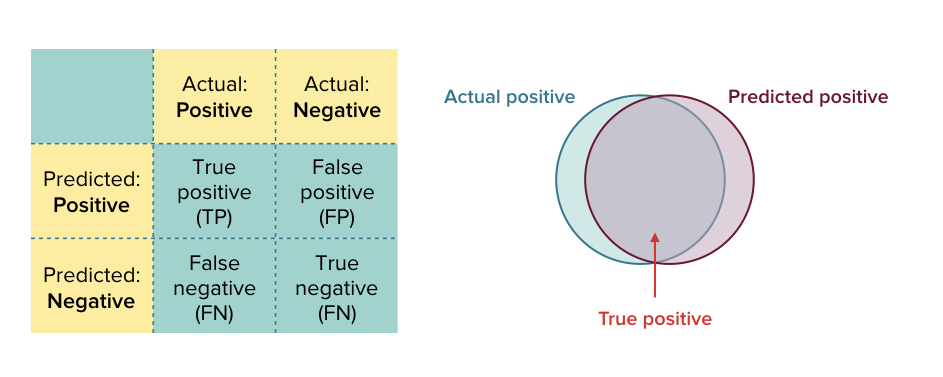 Actual:
Positive
Actual:
Negative
Predicted:
Positive
True
positive
(TP)
False
positive
(FP)
Predicted:
Negative
False
negative
(FN)
True
negative
(FN)
Actual positive
Predicted positive
True positive